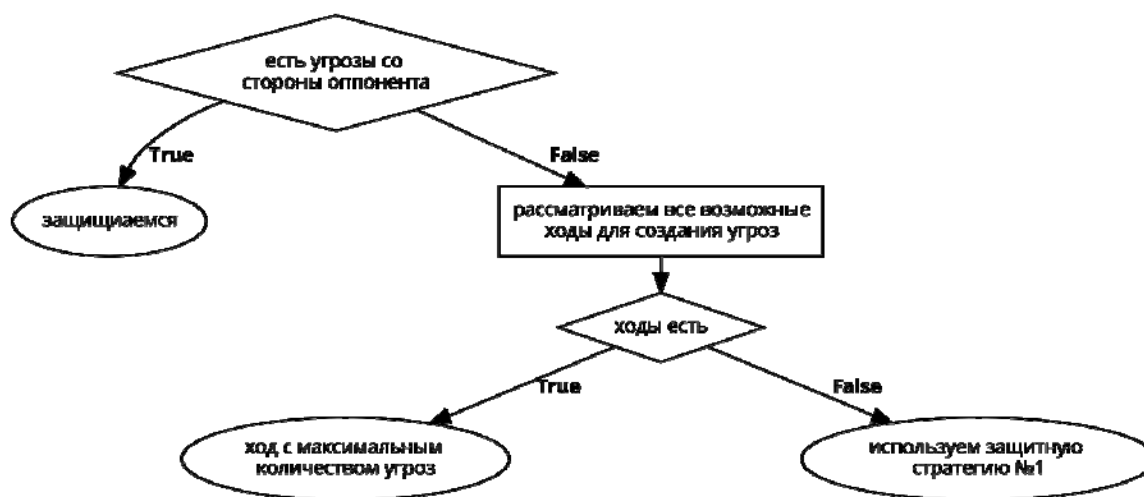 есть угрозы со
стороны оппонента
True
False
защищиаемся
рассматриваем все возможные
ходы для создания угроз
ходы есть
True
False
ход с максимальным
количеством угроз
используем защитную
стратегию №1